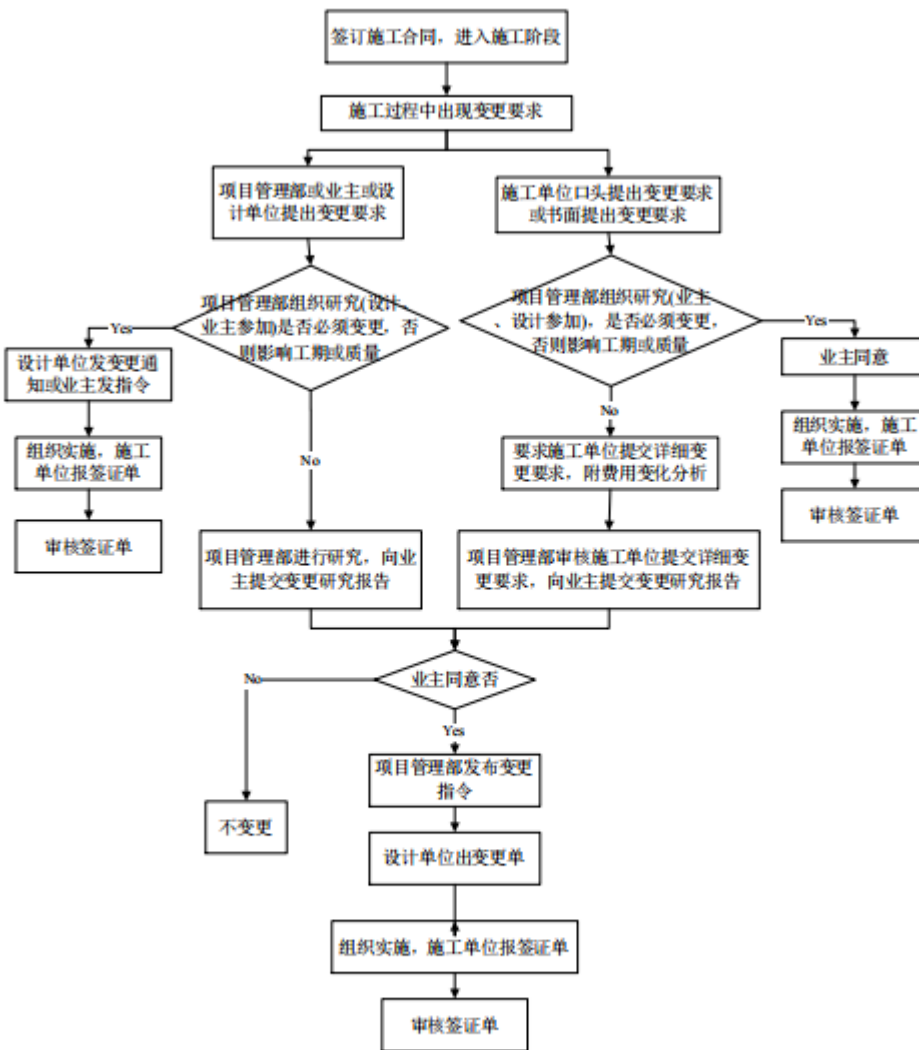 签订施工合同，进入施工阶段
施工过程中出现变更要求
项目管理部或业主或设
计单位提出变更要求
施工单位口头提出变更要求
或书面提出变更要求
项目管理部组织研究(设计、
业主参加)是否必须变更，否
则影响工期或质量
项目管理部组织研究(业主
、设计参加)，是否必须变更，
否则影响工期或质量
Yes
Yes
设计单位发变更通
知或业主发指令
业主同意
No
组织实施，施工
单位报签证单
No
要求施工单位提交详细变
更要求，附费用变化分析
组织实施，施工
单位报签证单
审核签证单
审核签证单
项目管理部进行研究，向业
主提交变更研究报告
项目管理部审核施工单位提交详细变
更要求，向业主提交变更研究报告
No
业主同意否
Yes
项目管理部发布变更
指令
不变更
设计单位出变更单
组织实施，施工单位报签证单
审核签证单